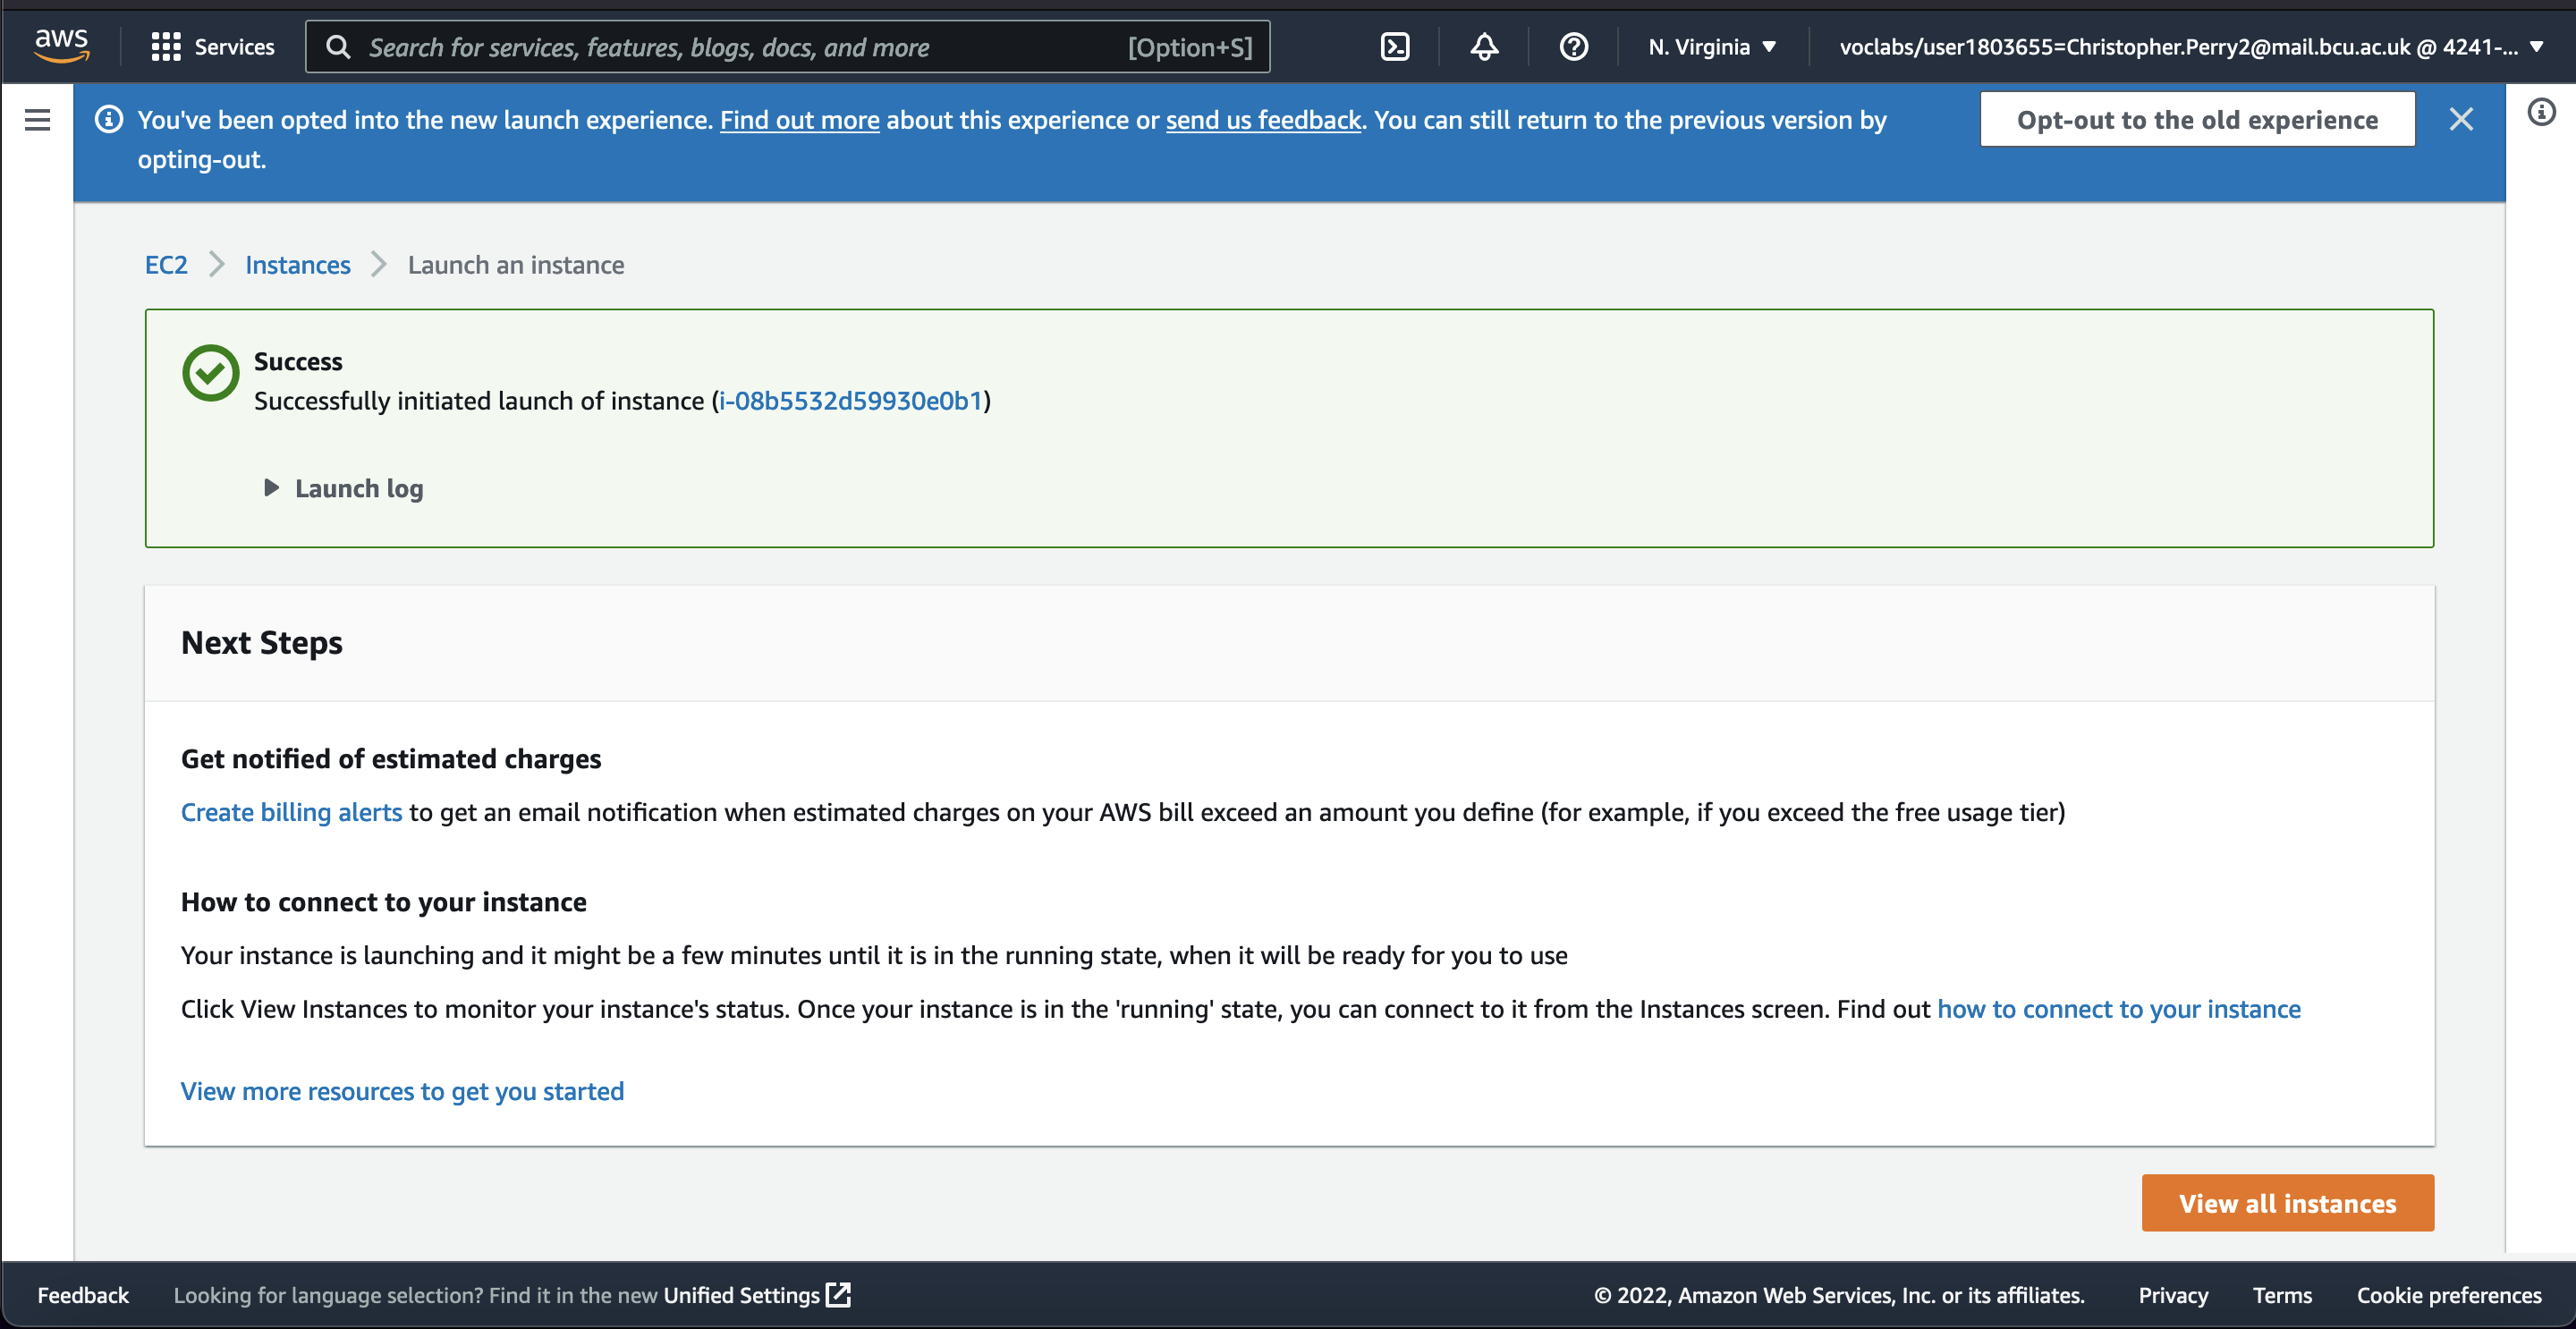 aws
Services
Search for services, features, blogs, docs, and more
[Option+S]
N. Virginia
voclabs/user1803655=Christopher.Perry2@mail.bcu.ac.uk @ 4241-...
You've been opted into the new launch experience. Find out more about this experience or send us feedback. You can still return to the previous version by
opting-out.
Opt-out to the old experience
EC2
Instances
Launch an instance
Success
Successfully initiated launch of instance (i-08b5532d59930e0b1)
Launch log
Next Steps
Get notified of estimated charges
Create billing alerts to get an email notification when estimated charges on your AWS bill exceed an amount you define (for example, if you exceed the free usage tier)
How to connect to your instance
Your instance is launching and it might be a few minutes until it is in the running state, when it will be ready for you to use
Click View Instances to monitor your instance's status. Once your instance is in the 'running' state, you can connect to it from the Instances screen. Find out how to connect to your instance
View more resources to get you started
View all instances
Feedback
Looking for language selection? Find it in the new Unified Settings
© 2022, Amazon Web Services, Inc. or its affiliates.
Privacy
Terms
Cookie preferences